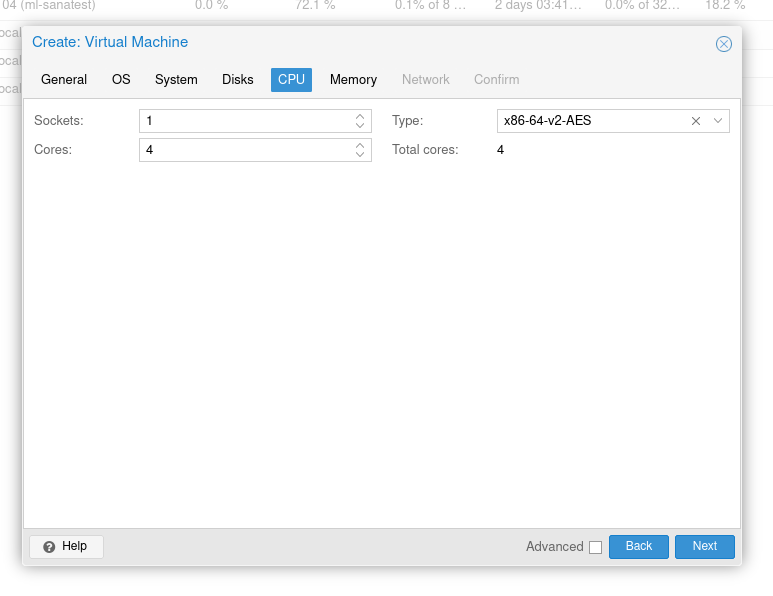 04 (ml-sanatest) 0.0 % 72.1 % 0.1% of 8 ... 2 days 03:41... 0.0% of 32... 18.2 %
ocal
Create: Virtual Machine
ocal
General OS System Disks CPU Memory Network Confirm
ocal
Sockets: 1 Type: x86-64-v2-AES
Cores: 4 Total cores: 4
Help Advanced Back Next